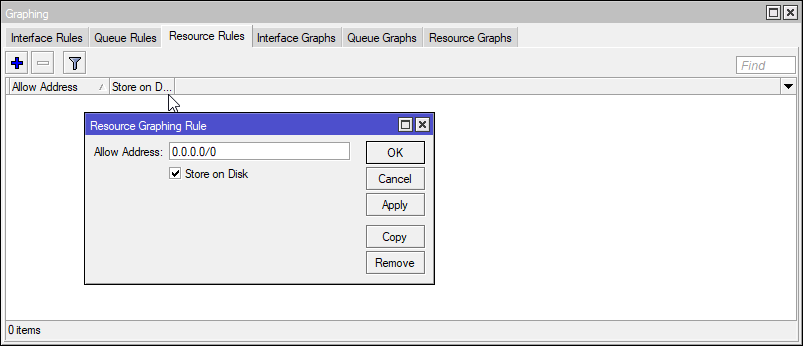 Graphing
Interface Rules Queue Rules Resource Rules Interface Graphs Queue Graphs Resource Graphs
Find
Allow Address Store on D...
Resource Graphing Rule
Allow Address: 0.0.0.0/0 OK
Store on Disk Cancel
Apply
Copy
Remove
0 items